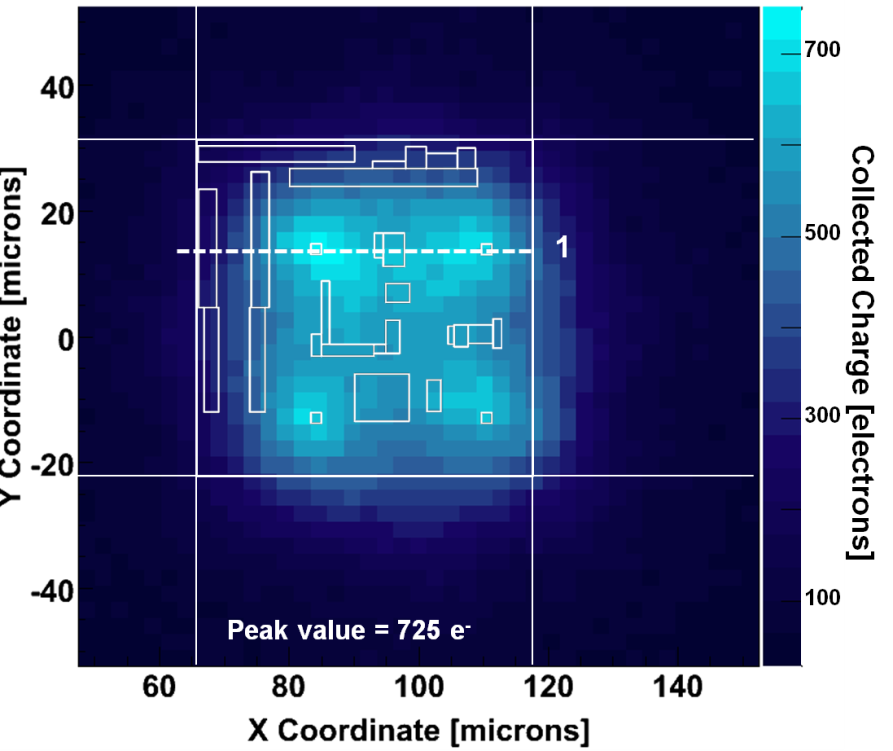 40
20
0
-20
-40
Y Coordinate [microns]
1
Peak value = 725 e-
60 80 100 120 140
X Coordinate [microns]
700
500
300
100
Collected Charge [electrons]